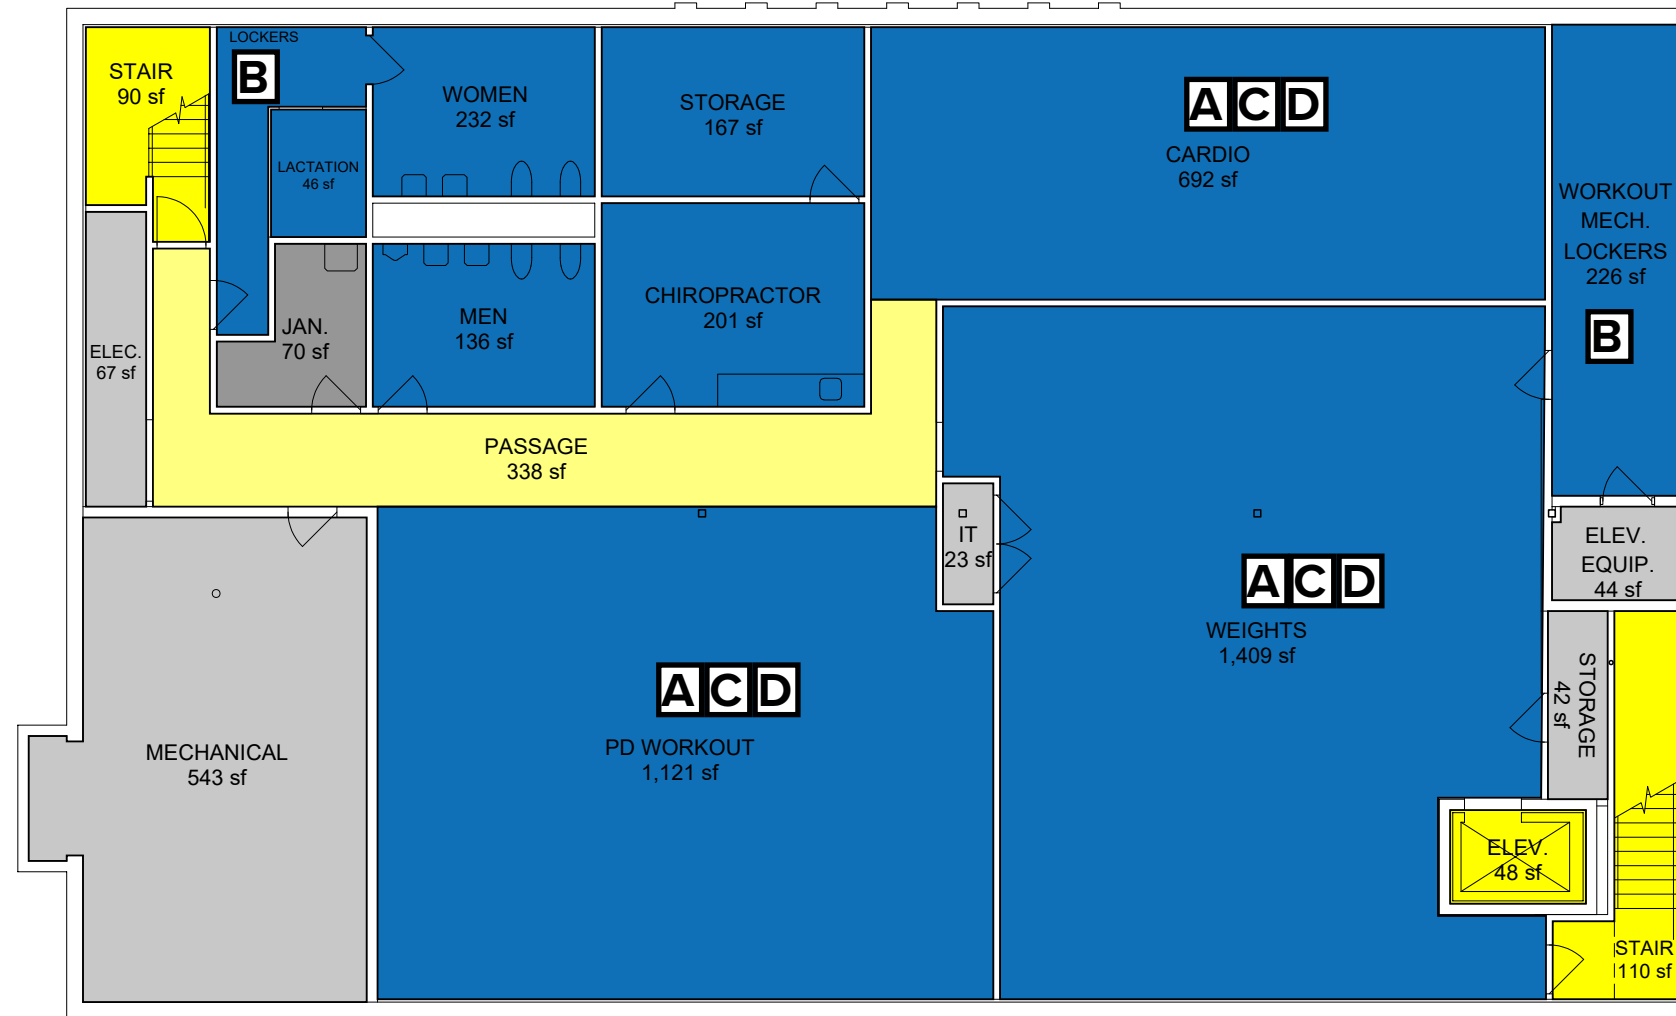 LOCKERS
B
STAIR
90 sf
WOMEN
232 sf
STORAGE
167 sf
A C D
CARDIO
692 sf
LACTATION
46 sf
WORKOUT
MECH.
LOCKERS
226 sf
B
JAN.
70 sf
MEN
136 sf
CHIROPRACTOR
201 sf
ELEC.
67 sf
PASSAGE
338 sf
IT
23 sf
ELEV.
EQUIP.
44 sf
A C D
WEIGHTS
1,409 sf
STORAGE
42 sf
A C D
PD WORKOUT
1,121 sf
MECHANICAL
543 sf
ELEV.
48 sf
STAIR
110 sf